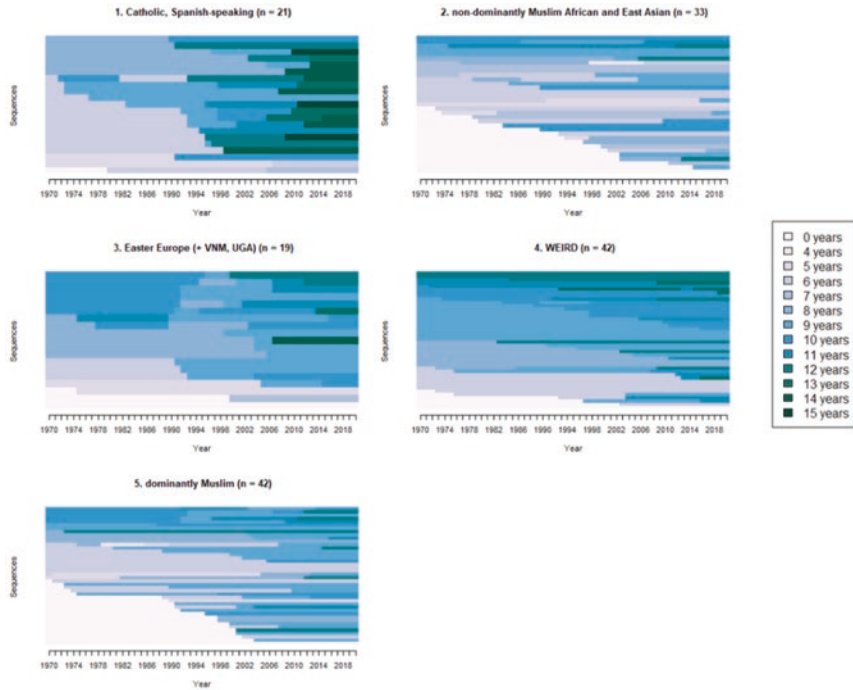 1. Catholic, Spanish-speaking (n = 21)
Sequences
1970 1974 1978 1982 1986 1990 1994 1998 2002 2006 2010 2014 2018
Year
2. non-dominantly Muslim African and East Asian (n = 33)
Sequences
1970 1974 1978 1982 1986 1990 1994 1998 2002 2006 2010 2014 2018
Year
3. Easter Europe (+ VNM, UGA) (n = 19)
Sequences
1970 1974 1978 1982 1986 1990 1994 1998 2002 2006 2010 2014 2018
Year
4. WEIRD (n = 42)
Sequences
1970 1974 1978 1982 1986 1990 1994 1998 2002 2006 2010 2014 2018
Year
0 years
4 years
5 years
6 years
7 years
8 years
9 years
10 years
11 years
12 years
13 years
14 years
15 years
5. dominantly Muslim (n = 42)
Sequences
1970 1974 1978 1982 1986 1990 1994 1998 2002 2006 2010 2014 2018
Year